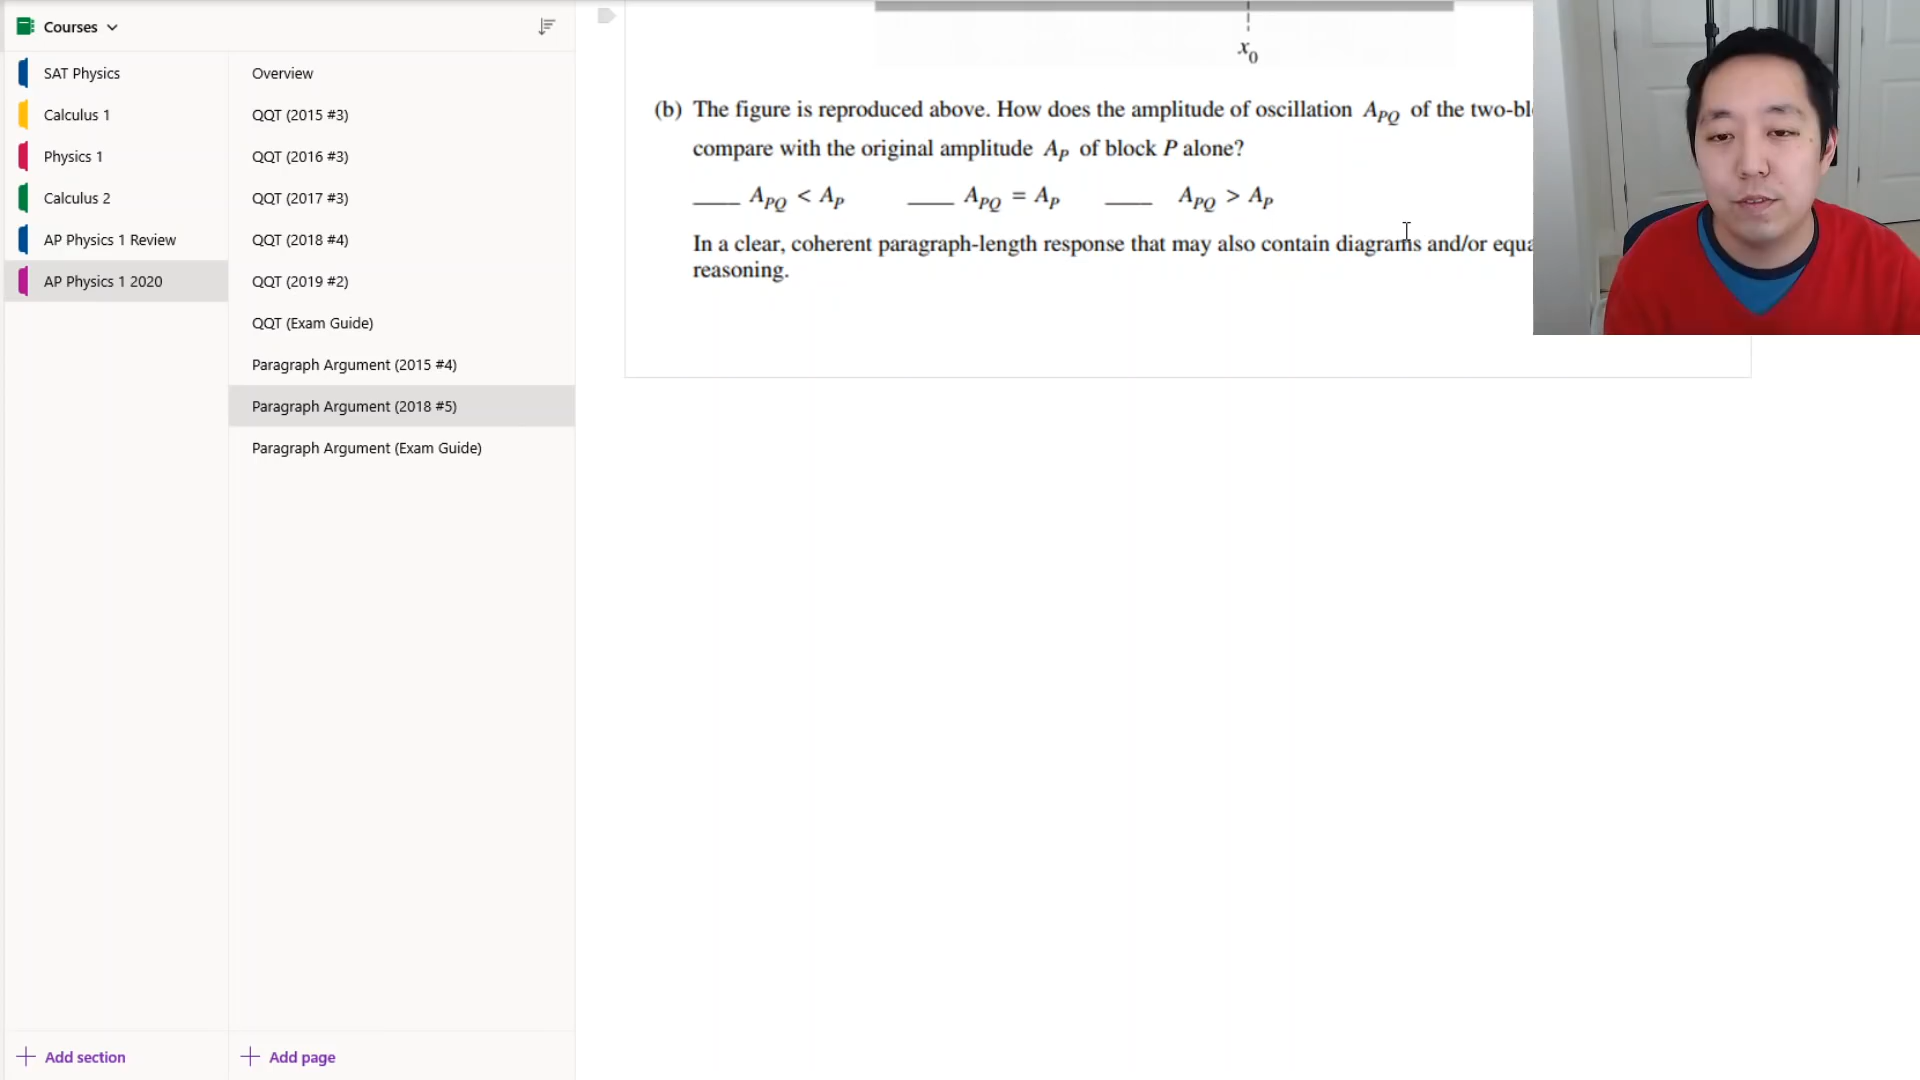 Courses
SAT Physics
Calculus 1
Physics 1
Calculus 2
AP Physics 1 Review
AP Physics 1 2020
Add section
Overview
QQT (2015 #3)
QQT (2016 #3)
QQT (2017 #3)
QQT (2018 #4)
QQT (2019 #2)
QQT (Exam Guide)
Paragraph Argument (2015 #4)
Paragraph Argument (2018 #5)
Paragraph Argument (Exam Guide)
Add page
x0
(b) The figure is reproduced above. How does the amplitude of oscillation APQ of the two-bl
compare with the original amplitude AP of block P alone?
____ APQ < AP ____ APQ = AP ____ APQ > AP
In a clear, coherent paragraph-length response that may also contain diagrams and/or equa
reasoning.